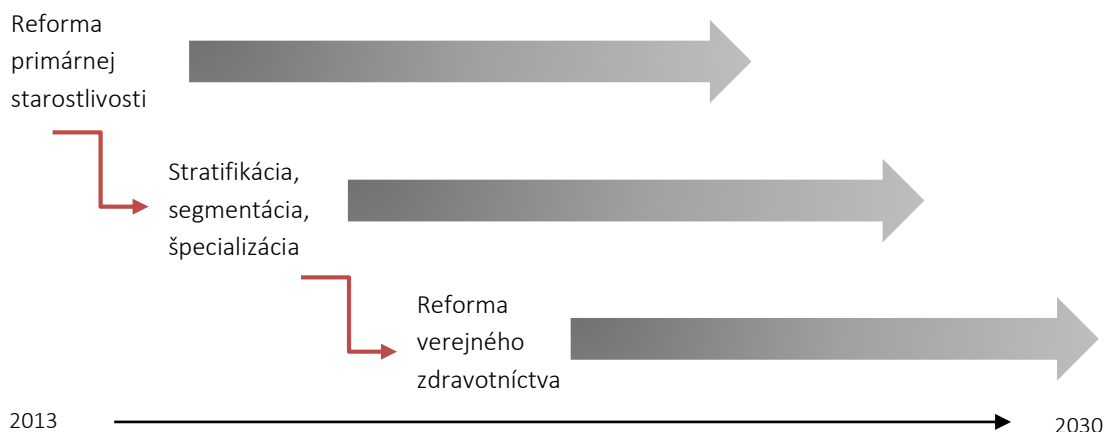 Reforma
primárnej
starostlivosti
Stratifikácia,
segmentácia,
špecializácia
Reforma
verejného
zdravotníctva
2013
2030